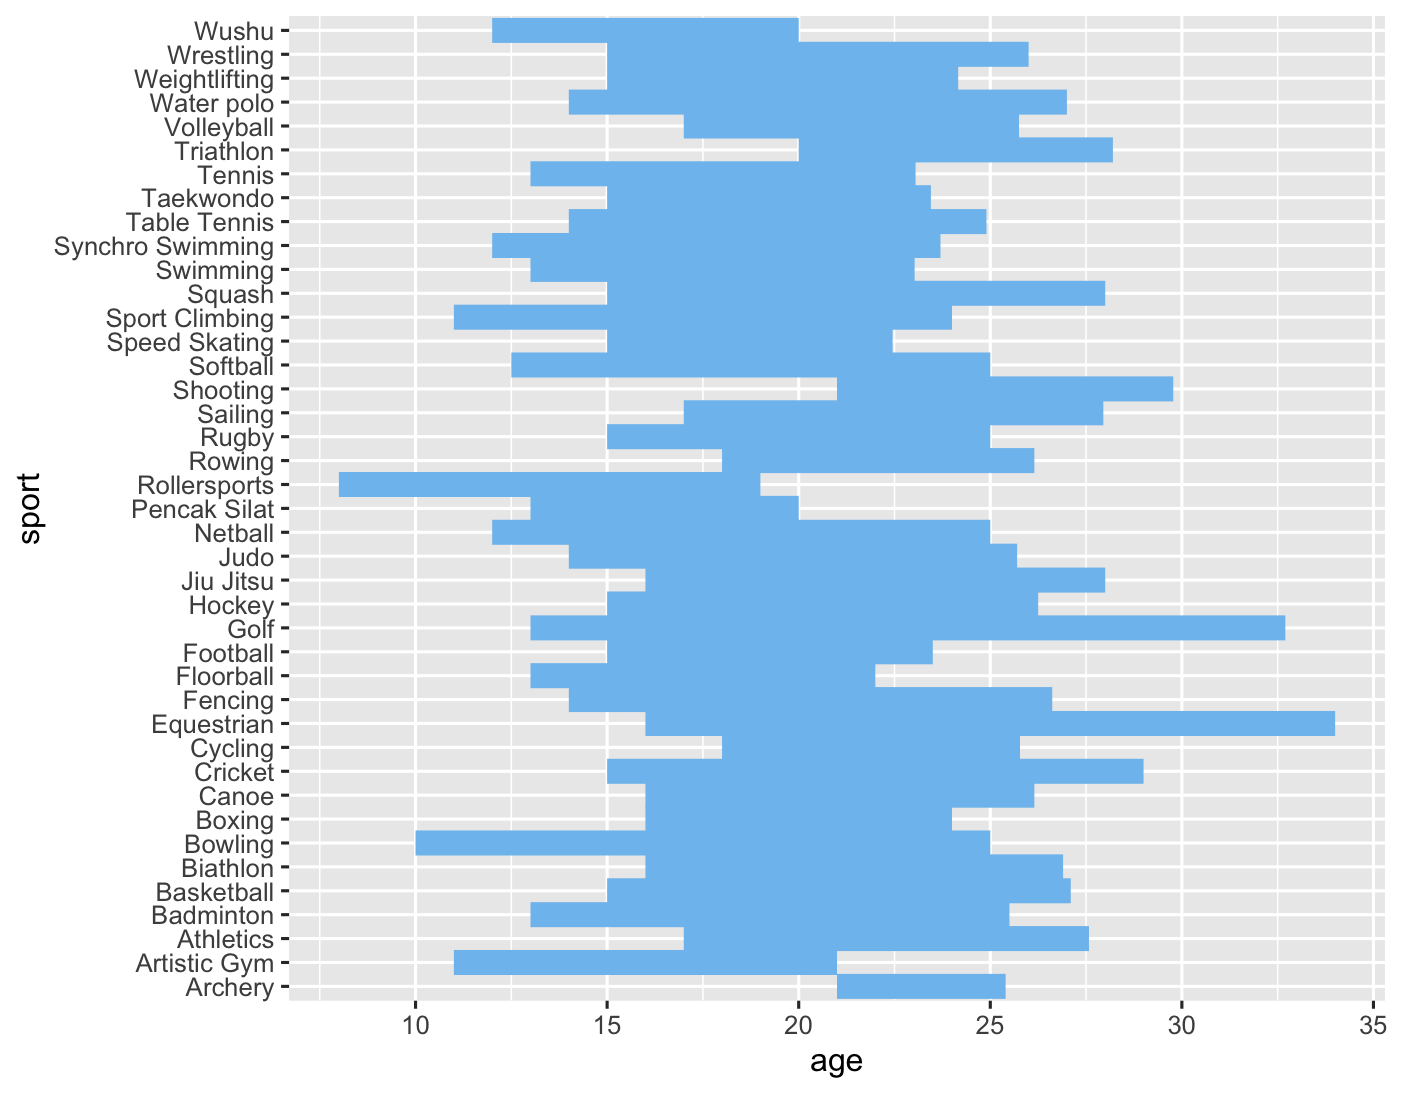 Wushu
Wrestling
Weightlifting
Water polo
Volleyball
Triathlon
Tennis
Taekwondo
Table Tennis
Synchro Swimming
Swimming
Squash
Sport Climbing
Speed Skating
Softball
Shooting
Sailing
Rugby
Rowing
Rollersports
Pencak Silat
Netball
Judo
Jiu Jitsu
Hockey
Golf
Football
Floorball
Fencing
Equestrian
Cycling
Cricket
Canoe
Boxing
Bowling
Biathlon
Basketball
Badminton
Athletics
Artistic Gym
Archery
sport
10 15 20 25 30 35
age